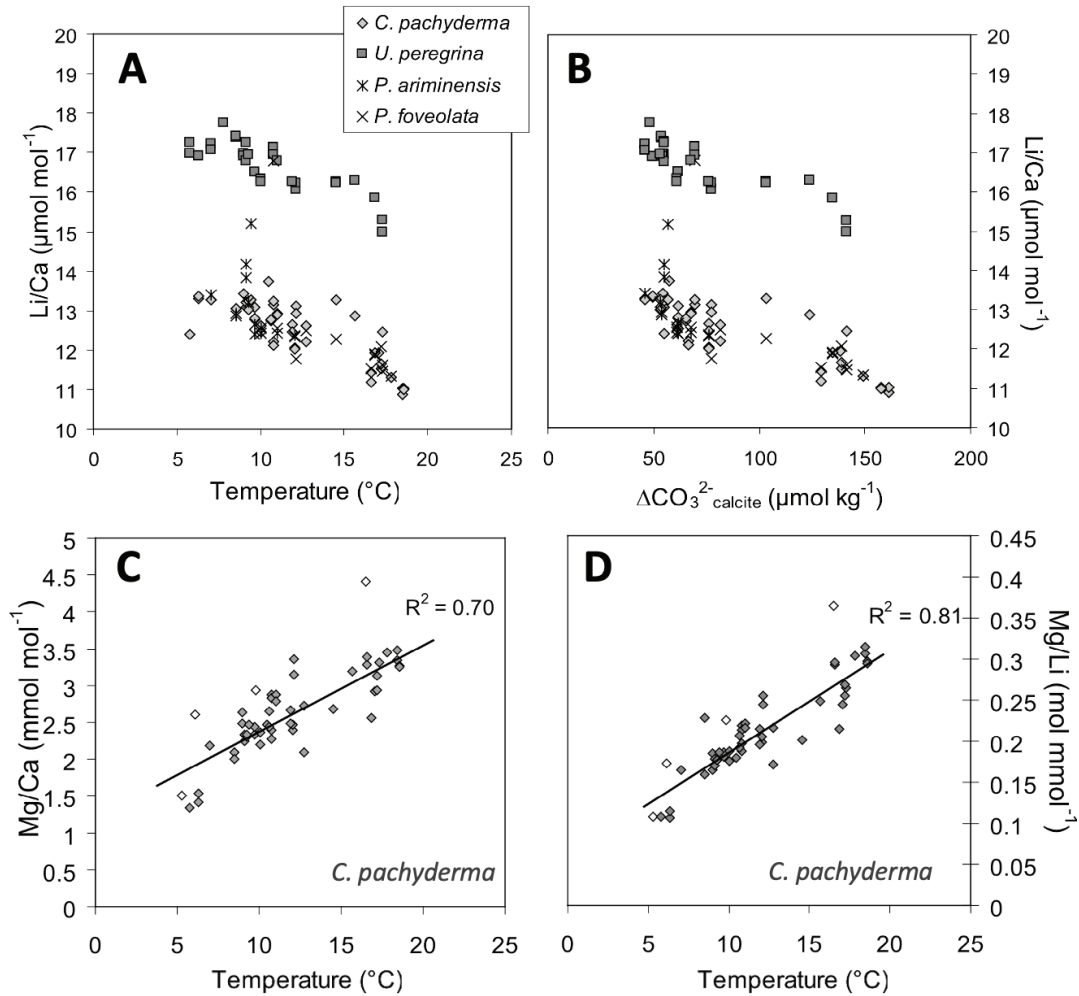 C. pachyderma
U. peregrina
P. ariminensis
P. foveolata
A
20
19
18
17
16
15
14
13
12
11
10
Li/Ca (µmol mol⁻¹)
0 5 10 15 20 25
Temperature (°C)
B
20
19
18
17
16
15
14
13
12
11
10
Li/Ca (µmol mol⁻¹)
0 50 100 150 200
ΔCO₃²⁻calcite (µmol kg⁻¹)
C
5
4.5
4
3.5
3
2.5
2
1.5
1
0.5
0
Mg/Ca (mmol mol⁻¹)
R² = 0.70
C. pachyderma
0 5 10 15 20 25
Temperature (°C)
D
0.45
0.4
0.35
0.3
0.25
0.2
0.15
0.1
0.05
0
Mg/Li (mol mmol⁻¹)
R² = 0.81
C. pachyderma
0 5 10 15 20 25
Temperature (°C)